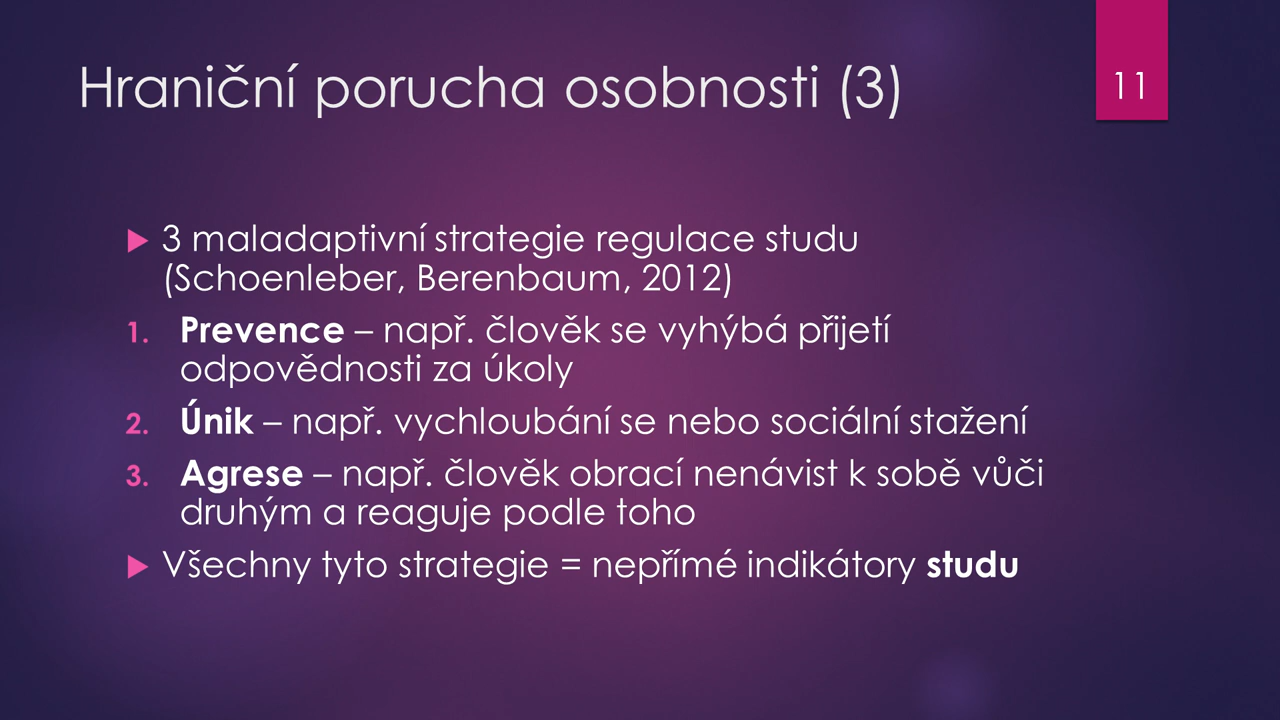 Hraniční porucha osobnosti (3)
11
3 maladaptivní strategie regulace studu
(Schoenleber, Berenbaum, 2012)
1. Prevence – např. člověk se vyhýbá přijetí
odpovědnosti za úkoly
2. Únik – např. vychloubání se nebo sociální stažení
3. Agrese – např. člověk obrací nenávist k sobě vůči
druhým a reaguje podle toho
Všechny tyto strategie = nepřímé indikátory studu